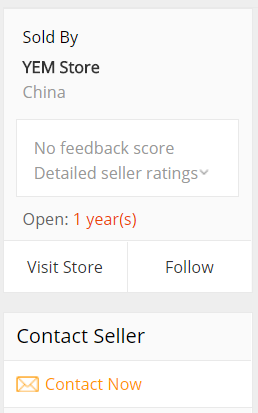 Sold By
YEM Store
China
No feedback score
Detailed seller ratings
Open: 1 year(s)
Visit Store
Follow
Contact Seller
Contact Now